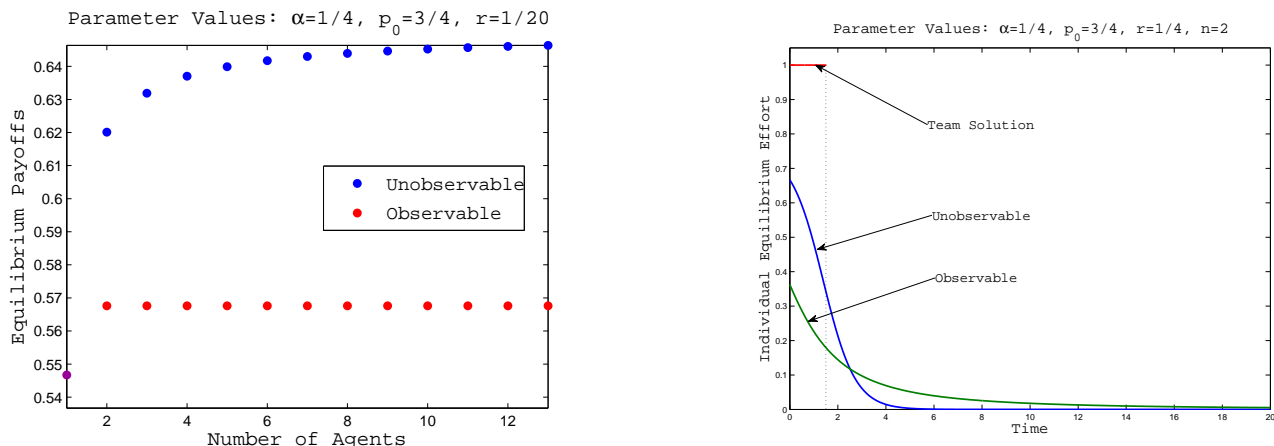 Parameter Values: α=1/4, p0=3/4, r=1/20
Equilibrium Payoffs
0.64
0.63
0.62
0.61
0.6
0.59
0.58
0.57
0.56
0.55
0.54
Unobservable
Observable
2 4 6 8 10 12
Number of Agents
Parameter Values: α=1/4, p0=3/4, r=1/4, n=2
Individual Equilibrium Effort
1
0.9
0.8
0.7
0.6
0.5
0.4
0.3
0.2
0.1
0
Team Solution
Unobservable
Observable
0 2 4 6 8 10 12 14 16 18 20
Time